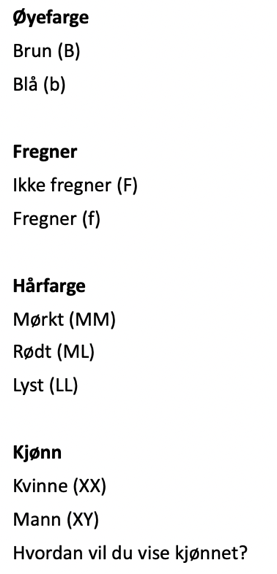 Øyefarge
Brun (B)
Blå (b)
Fregner
Ikke fregner (F)
Fregner (f)
Hårfarge
Mørkt (MM)
Rødt (ML)
Lyst (LL)
Kjønn
Kvinne (XX)
Mann (XY)
Hvordan vil du vise kjønnet?